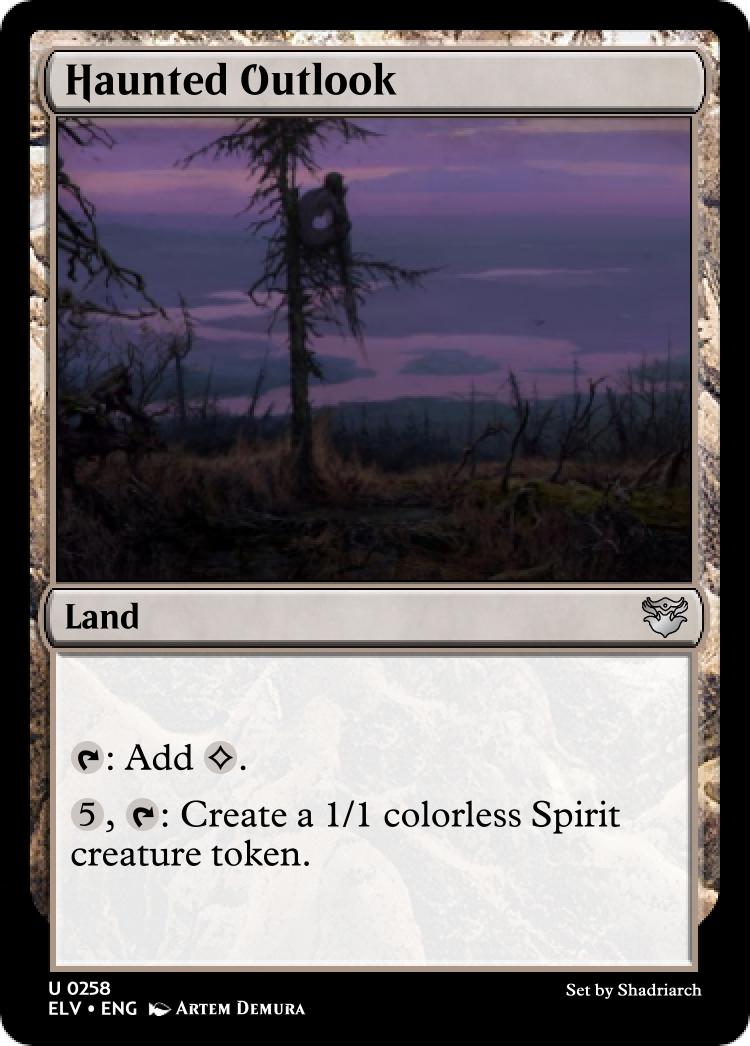 Haunted Outlook
Land
: Add .
5, : Create a 1/1 colorless Spirit
creature token.
U 0258
ELV • ENG ARTEM DEMURA
Set by Shadriarch